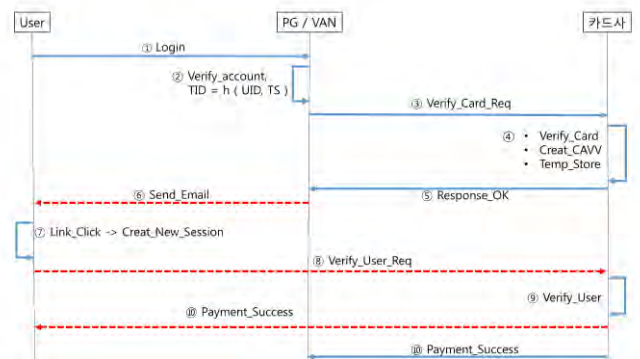 User
PG / VAN
카드사
① Login
② Verify_account,
TID = h ( UID, TS )
③ Verify_Card_Req
④ • Verify_Card
• Creat_CAVV
• Temp_Store
⑤ Response_OK
⑥ Send_Email
⑦ Link_Click -> Creat_New_Session
⑧ Verify_User_Req
⑨ Verify_User
⑩ Payment_Success
⑩ Payment_Success